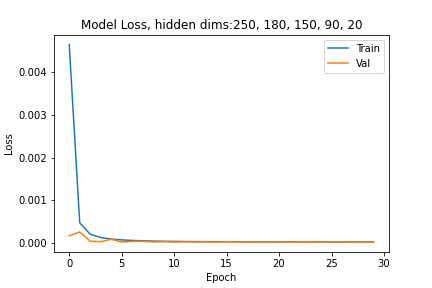 Model Loss, hidden dims:250, 180, 150, 90, 20
Train
Val
Loss
0.004
0.003
0.002
0.001
0.000
0 5 10 15 20 25 30
Epoch